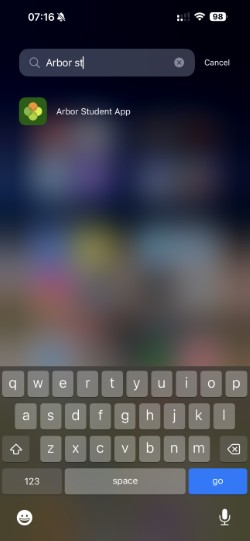 07:16
98
Arbor st
Cancel
Arbor Student App
q w e r t y u i o p
a s d f g h j k l
z x c v b n m
123 space go